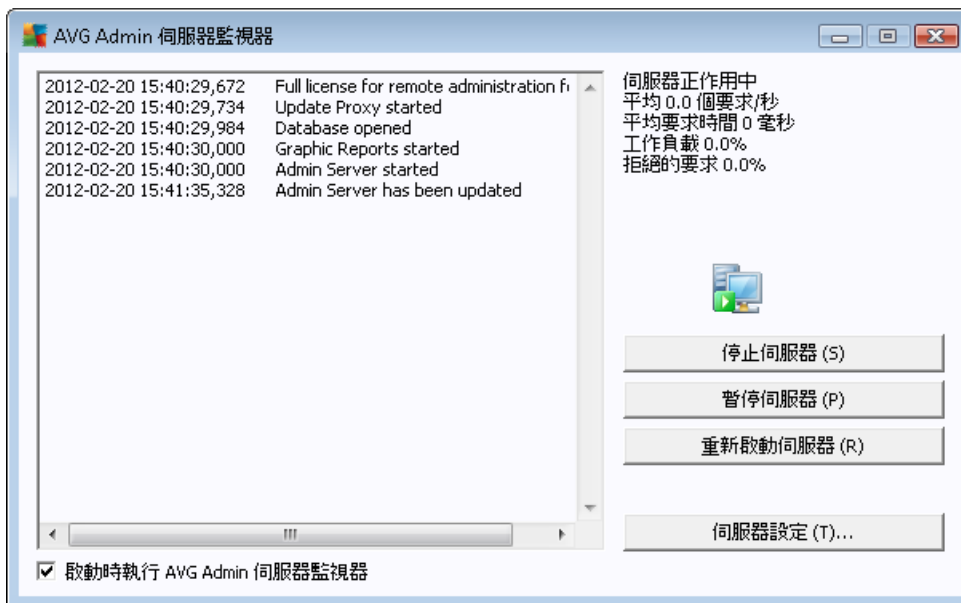 AVG Admin 伺服器監視器
2012-02-20 15:40:29,672 Full license for remote administration
2012-02-20 15:40:29,734 Update Proxy started
2012-02-20 15:40:29,984 Database opened
2012-02-20 15:40:30,000 Graphic Reports started
2012-02-20 15:40:30,000 Admin Server started
2012-02-20 15:41:35,328 Admin Server has been updated
伺服器正作用中
平均 0.0 個要求/秒
平均要求時間 0 毫秒
工作負載 0.0%
拒絕的要求 0.0%
停止伺服器 (S)
暫停伺服器 (P)
重新啟動伺服器 (R)
伺服器設定 (T)...
啟動時執行 AVG Admin 伺服器監視器